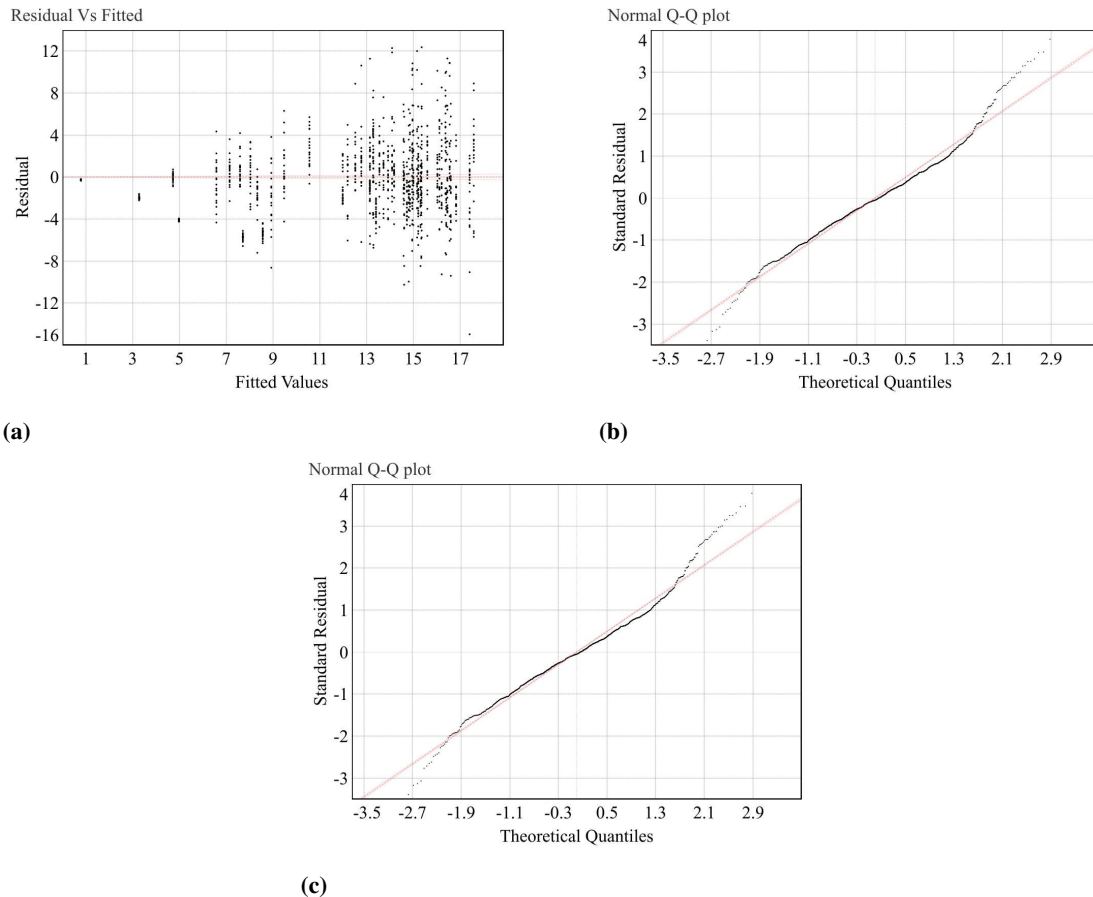 Residual Vs Fitted
12
8
4
0
-4
-8
-12
-16
Residual
1 3 5 7 9 11 13 15 17
Fitted Values
(a)
Normal Q-Q plot
4
3
2
1
0
-1
-2
-3
Standard Residual
-3.5 -2.7 -1.9 -1.1 -0.3 0.5 1.3 2.1 2.9
Theoretical Quantiles
(b)
Normal Q-Q plot
4
3
2
1
0
-1
-2
-3
Standard Residual
-3.5 -2.7 -1.9 -1.1 -0.3 0.5 1.3 2.1 2.9
Theoretical Quantiles
(c)